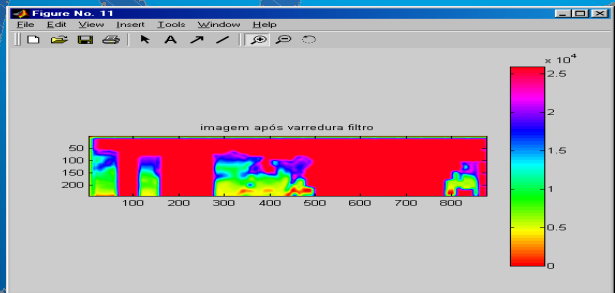 Figure No. 11
File Edit View Insert Tools Window Help
A
x 10^4
2.5
2
1.5
1
0.5
0
imagem após varredura filtro
50
100
150
200
100 200 300 400 500 600 700 800